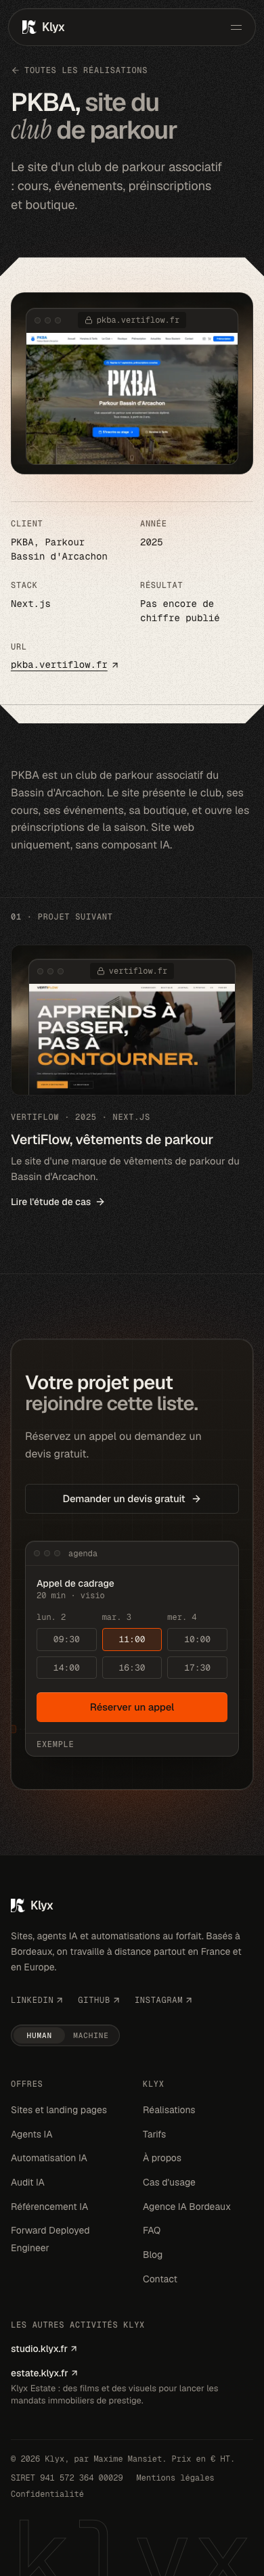 Klyx
← TOUTES LES RÉALISATIONS
PKBA, site du
club de parkour
Le site d'un club de parkour associatif
: cours, événements, préinscriptions
et boutique.
pkba.vertiflow.fr
PKBA
Parkour Bassin d'Arcachon
CLIENT
PKBA, Parkour
Bassin d'Arcachon
ANNÉE
2025
STACK
Next.js
RÉSULTAT
Pas encore de
chiffre publié
URL
pkba.vertiflow.fr ↗
PKBA est un club de parkour associatif du
Bassin d'Arcachon. Le site présente le club, ses
cours, ses événements, sa boutique, et ouvre les
préinscriptions de la saison. Site web
uniquement, sans composant IA.
01 · PROJET SUIVANT
vertiflow.fr
APPRENDS À
PASSER,
PAS À
CONTOURNER.
VERTIFLOW · 2025 · NEXT.JS
VertiFlow, vêtements de parkour
Le site d'une marque de vêtements de parkour du
Bassin d'Arcachon.
Lire l'étude de cas →
Votre projet peut
rejoindre cette liste.
Réservez un appel ou demandez un
devis gratuit.
Demander un devis gratuit →
agenda
Appel de cadrage
20 min · visio
lun. 2 mar. 3 mer. 4
09:30 11:00 10:00
14:00 16:30 17:30
Réserver un appel
EXEMPLE
Klyx
Sites, agents IA et automatisations au forfait. Basés à
Bordeaux, on travaille à distance partout en France et
en Europe.
LINKEDIN ↗ GITHUB ↗ INSTAGRAM ↗
HUMAN MACHINE
OFFRES
Sites et landing pages
Agents IA
Automatisation IA
Audit IA
Référencement IA
Forward Deployed
Engineer
KLYX
Réalisations
Tarifs
À propos
Cas d'usage
Agence IA Bordeaux
FAQ
Blog
Contact
LES AUTRES ACTIVITÉS KLYX
studio.klyx.fr ↗
estate.klyx.fr ↗
Klyx Estate : des films et des visuels pour lancer les
mandats immobiliers de prestige.
© 2026 Klyx, par Maxime Mansiet. Prix en € HT.
SIRET 941 572 364 00029 Mentions légales
Confidentialité
klyx